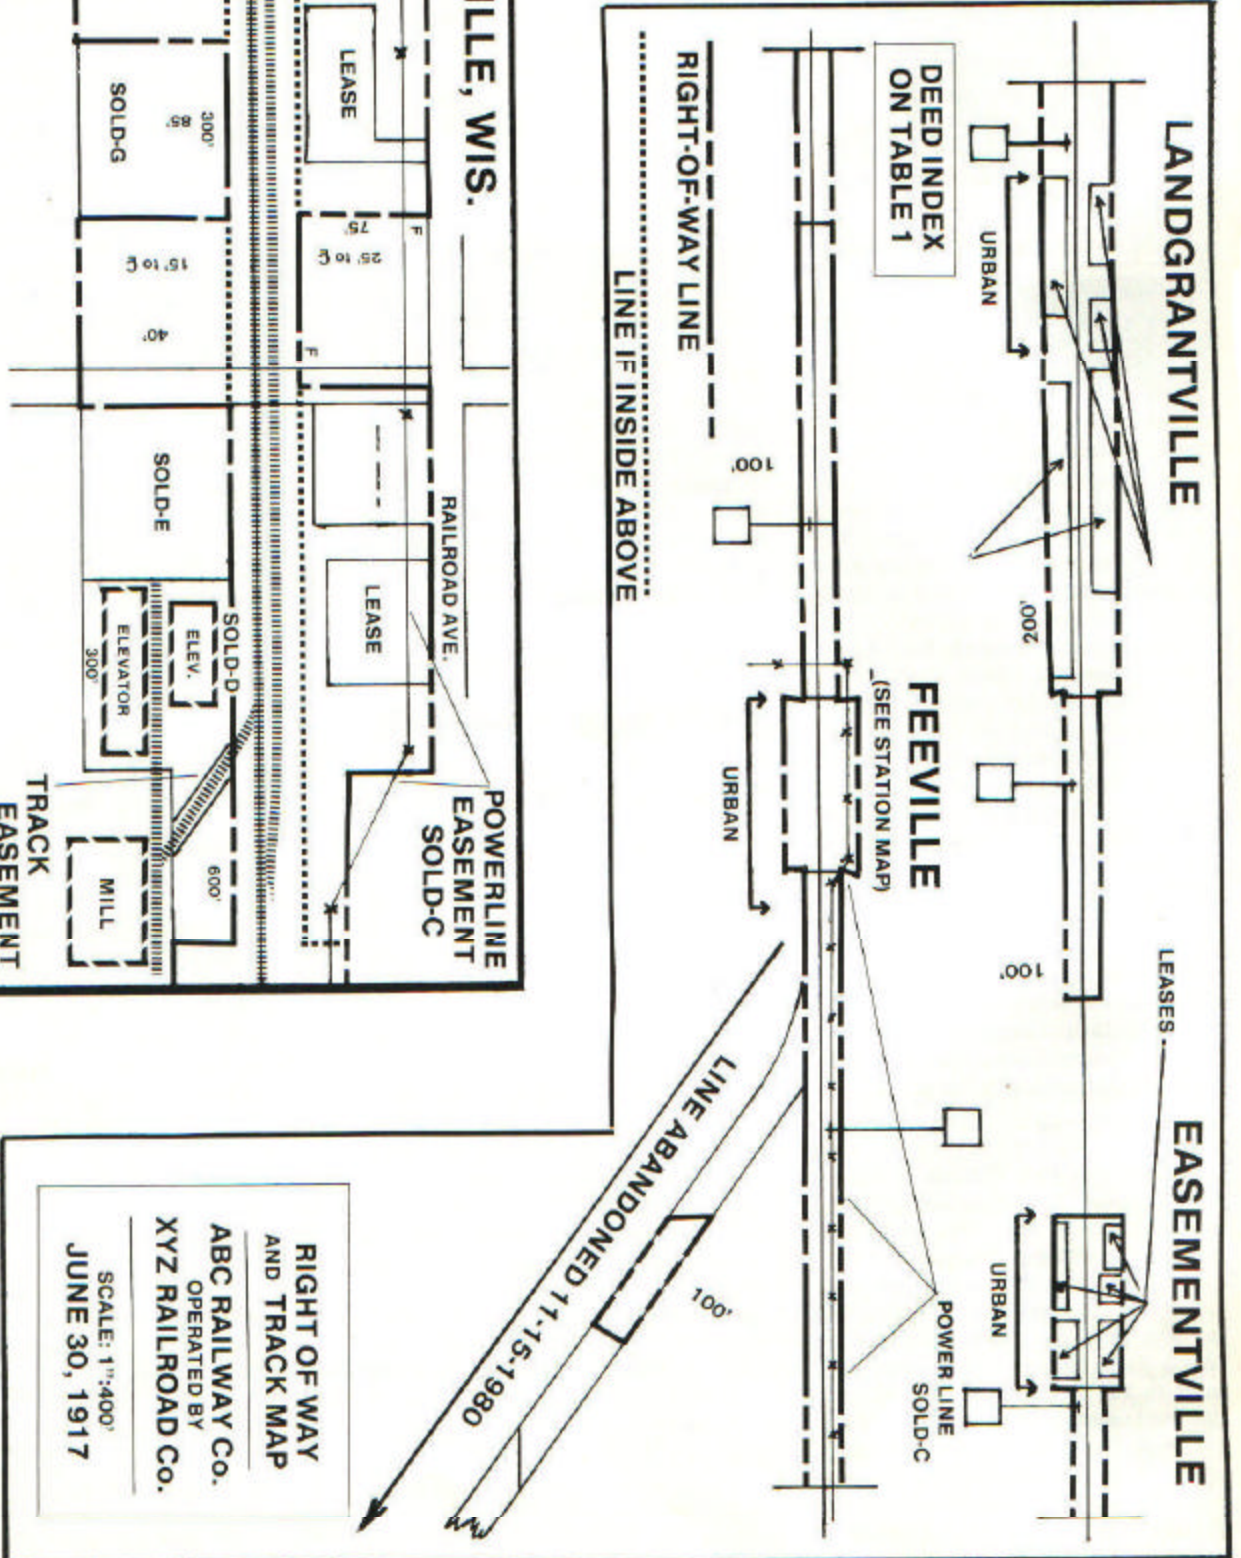 LANDGRANTVILLE
EASEMENTVILLE
LEASES
URBAN
200'
100'
URBAN
DEED INDEX
ON TABLE 1
FEEVILLE
(SEE STATION MAP)
POWER LINE
SOLD-C
100'
URBAN
RIGHT-OF-WAY LINE
LINE IF INSIDE ABOVE
LINE ABANDONED 11-15-1980
100'
ILLE, WIS.
RAILROAD AVE.
POWERLINE
EASEMENT
SOLD-C
LEASE
F
75'
25' to ℄
F
LEASE
300'
85'
SOLD-G
15' to ℄
40'
SOLD-E
SOLD-D
ELEV.
ELEVATOR
300'
600'
MILL
TRACK
EASEMENT
RIGHT OF WAY
AND TRACK MAP
ABC RAILWAY Co.
OPERATED BY
XYZ RAILROAD Co.
SCALE: 1":400'
JUNE 30, 1917